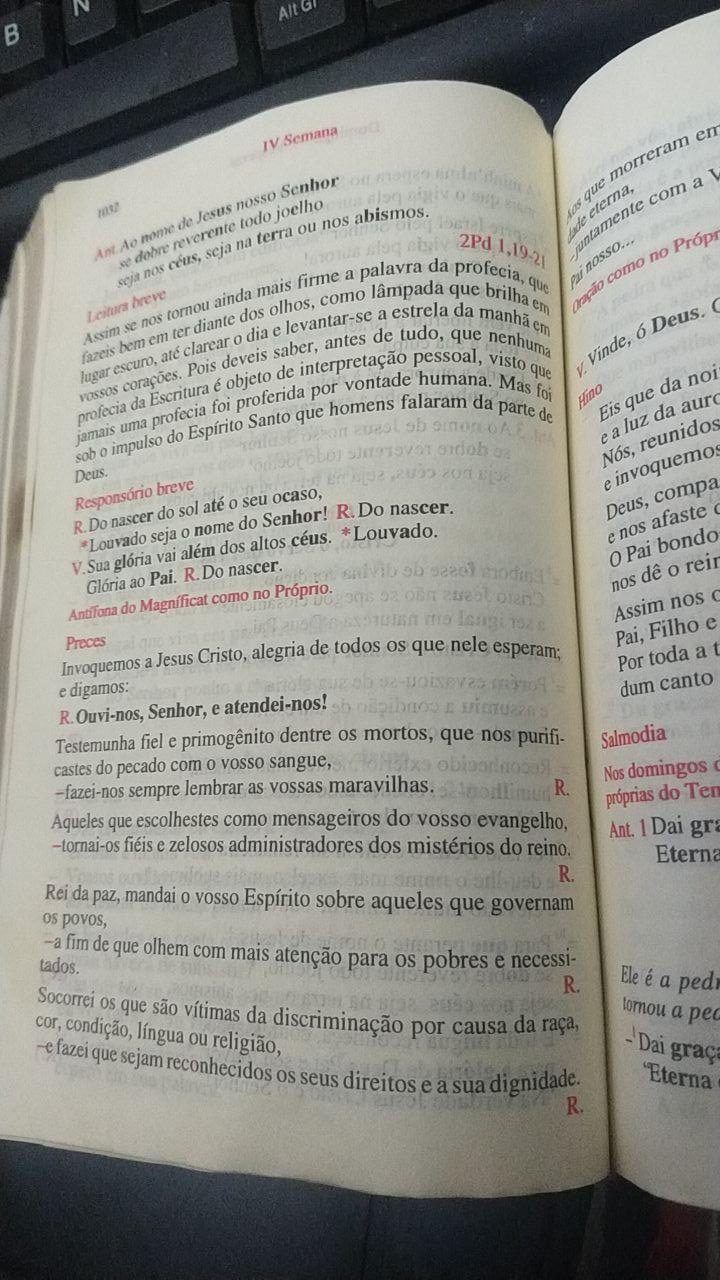 B
N
Alt Gr
IV Semana
1032
Ant. Ao nome de Jesus nosso Senhor
se dobre reverente todo joelho
seja nos céus, seja na terra ou nos abismos.
Leitura breve 2Pd 1,19-21
Assim se nos tornou ainda mais firme a palavra da profecia, que
fazeis bem em ter diante dos olhos, como lâmpada que brilha em
lugar escuro, até clarear o dia e levantar-se a estrela da manhã em
vossos corações. Pois deveis saber, antes de tudo, que nenhuma
profecia da Escritura é objeto de interpretação pessoal, visto que
jamais uma profecia foi proferida por vontade humana. Mas foi
sob o impulso do Espírito Santo que homens falaram da parte de
Deus.
Responsório breve
R. Do nascer do sol até o seu ocaso,
*Louvado seja o nome do Senhor! R. Do nascer.
V. Sua glória vai além dos altos céus. *Louvado.
Glória ao Pai. R. Do nascer.
Antífona do Magníficat como no Próprio.
Preces
Invoquemos a Jesus Cristo, alegria de todos os que nele esperam;
e digamos:
R. Ouvi-nos, Senhor, e atendei-nos!
Testemunha fiel e primogênito dentre os mortos, que nos purifi-
castes do pecado com o vosso sangue,
–fazei-nos sempre lembrar as vossas maravilhas. R.
Aqueles que escolhestes como mensageiros do vosso evangelho,
–tornai-os fiéis e zelosos administradores dos mistérios do reino.
R.
Rei da paz, mandai o vosso Espírito sobre aqueles que governam
os povos,
–a fim de que olhem com mais atenção para os pobres e necessi-
tados. R.
Socorrei os que são vítimas da discriminação por causa da raça,
cor, condição, língua ou religião,
–e fazei que sejam reconhecidos os seus direitos e a sua dignidade.
R.
Aos que morreram em
dade eterna,
–juntamente com a V
Pai nosso...
Oração como no Própr
V. Vinde, ó Deus. G
Hino
Eis que da noi
e a luz da auro
Nós, reunidos
e invoquemos
Deus, compa
e nos afaste o
O Pai bondo
nos dê o rein
Assim nos c
Pai, Filho e
Por toda a t
dum canto
Salmodia
Nos domingos
próprias do Tem
Ant. 1 Dai gra
Eterna
Ele é a pedr
tornou a ped
–¹Dai graça
Eterna